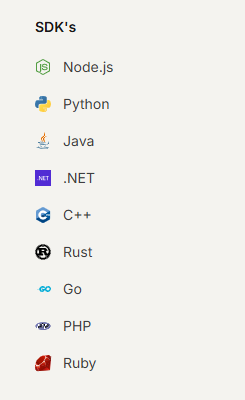 SDK's
Node.js
Python
Java
.NET
C++
Rust
Go
PHP
Ruby